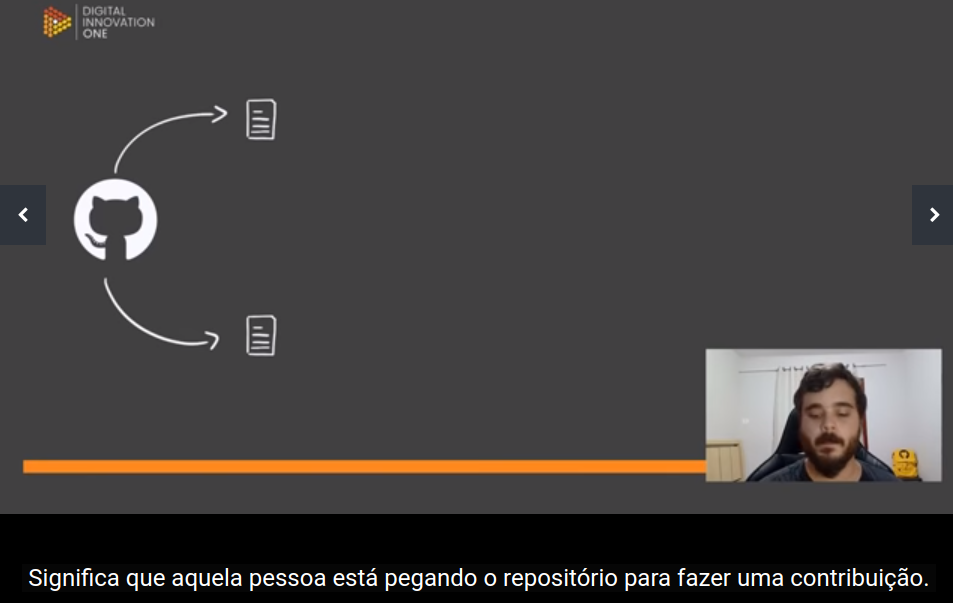 DIGITAL
INNOVATION
ONE
Significa que aquela pessoa está pegando o repositório para fazer uma contribuição.